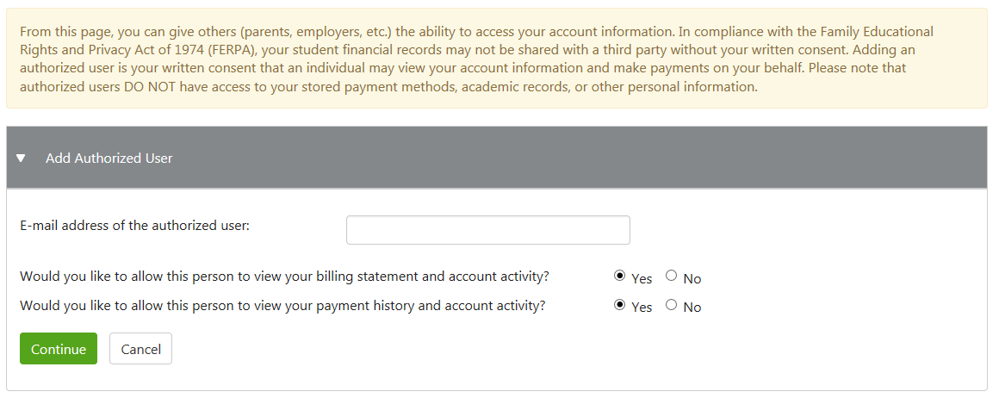 From this page, you can give others (parents, employers, etc.) the ability to access your account information. In compliance with the Family Educational
Rights and Privacy Act of 1974 (FERPA), your student financial records may not be shared with a third party without your written consent. Adding an
authorized user is your written consent that an individual may view your account information and make payments on your behalf. Please note that
authorized users DO NOT have access to your stored payment methods, academic records, or other personal information.
Add Authorized User
E-mail address of the authorized user:
Would you like to allow this person to view your billing statement and account activity? Yes No
Would you like to allow this person to view your payment history and account activity? Yes No
Continue Cancel